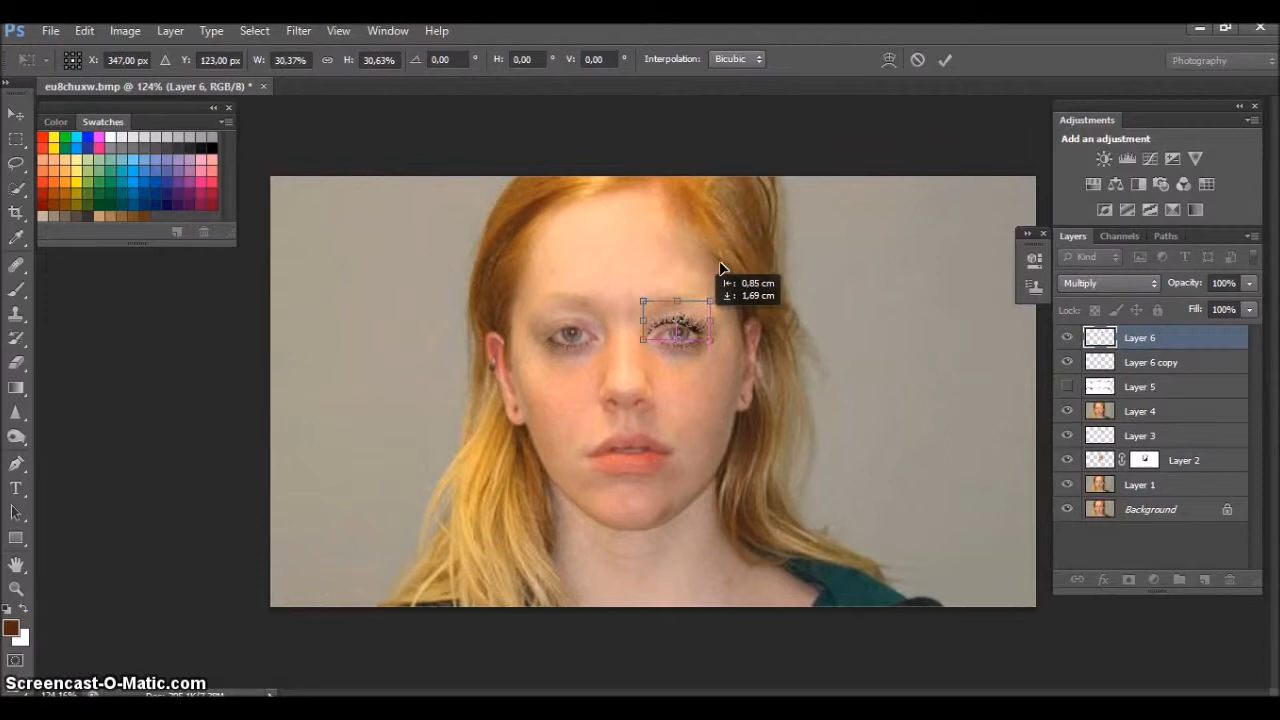 Ps File Edit Image Layer Type Select Filter View Window Help
X: 347,00 px Y: 123,00 px W: 30,37% H: 30,63% 0,00 ° H: 0,00 ° V: 0,00 ° Interpolation: Bicubic Photography
eu8chuxw.bmp @ 124% (Layer 6, RGB/8) * ×
Color Swatches
Adjustments
Add an adjustment
Layers Channels Paths
Kind
Multiply Opacity: 100%
Lock: Fill: 100%
Layer 6
Layer 6 copy
Layer 5
Layer 4
Layer 3
Layer 2
Layer 1
Background
0,85 cm
1,69 cm
Screencast-O-Matic.com